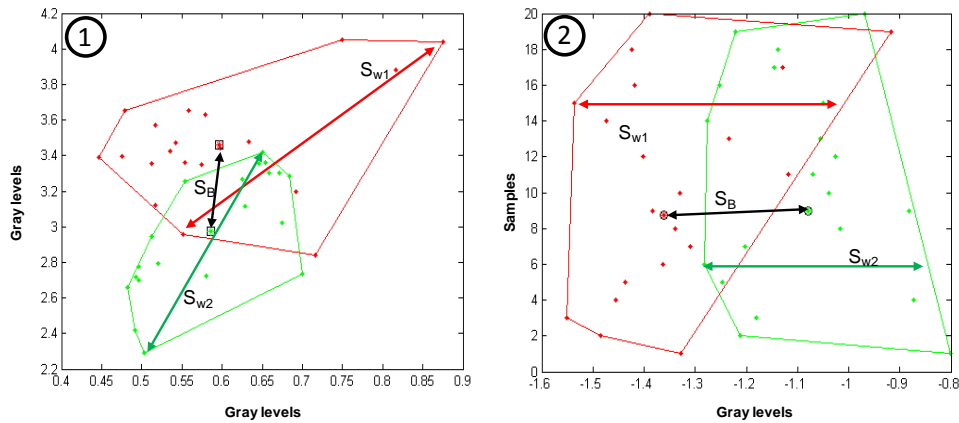 1
4.2
4
3.8
3.6
3.4
3.2
3
2.8
2.6
2.4
2.2
0.4 0.45 0.5 0.55 0.6 0.65 0.7 0.75 0.8 0.85 0.9
Gray levels
Gray levels
Sw1
SB
Sw2
2
20
18
16
14
12
10
8
6
4
2
0
-1.6 -1.5 -1.4 -1.3 -1.2 -1.1 -1 -0.9 -0.8
Samples
Gray levels
Sw1
SB
Sw2